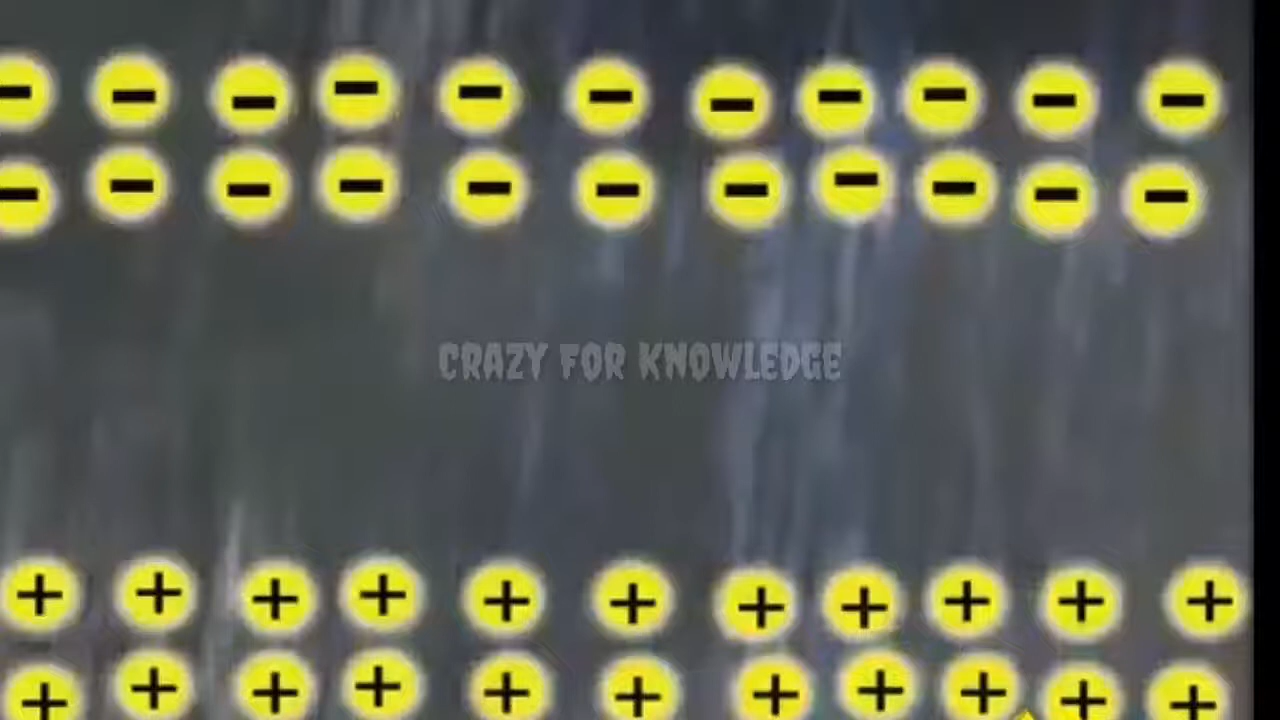 − − − − − − − − − − −
− − − − − − − − − − −
CRAZY FOR KNOWLEDGE
+ + + + + + + + + + +
+ + + + + + + + + + +